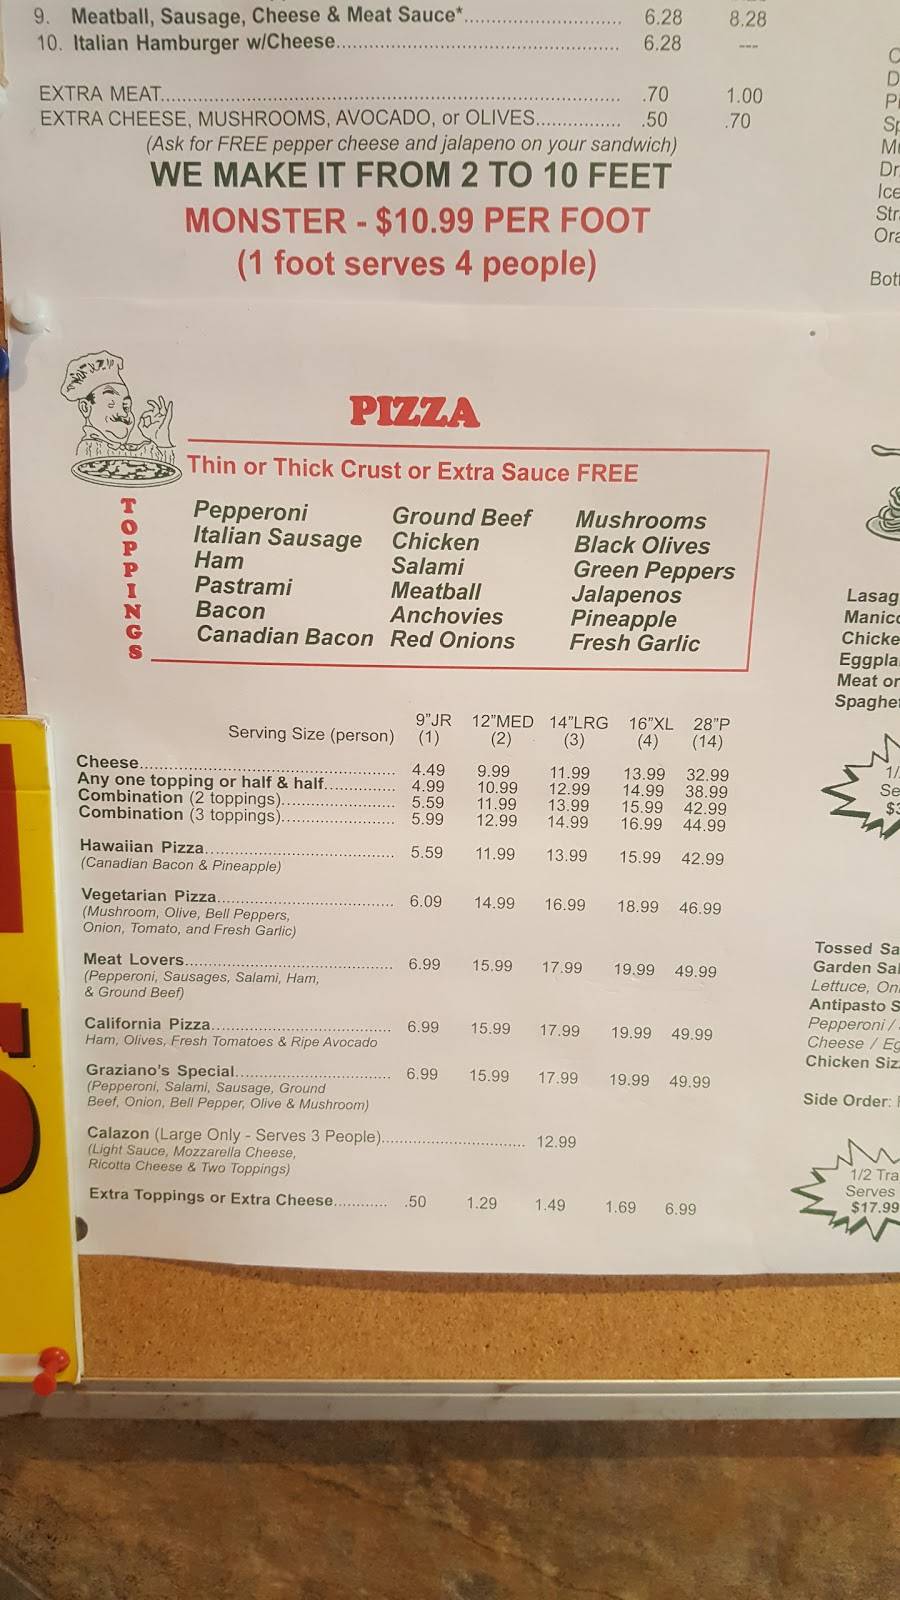 9. Meatball, Sausage, Cheese & Meat Sauce*............................ 6.28 8.28
10. Italian Hamburger w/Cheese.................................................. 6.28 ---
EXTRA MEAT.................................................................................. .70 1.00
EXTRA CHEESE, MUSHROOMS, AVOCADO, or OLIVES............... .50 .70
(Ask for FREE pepper cheese and jalapeno on your sandwich)
WE MAKE IT FROM 2 TO 10 FEET
MONSTER - $10.99 PER FOOT
(1 foot serves 4 people)
PIZZA
Thin or Thick Crust or Extra Sauce FREE
TOPPINGS
Pepperoni Ground Beef Mushrooms
Italian Sausage Chicken Black Olives
Ham Salami Green Peppers
Pastrami Meatball Jalapenos
Bacon Anchovies Pineapple
Canadian Bacon Red Onions Fresh Garlic
9"JR 12"MED 14"LRG 16"XL 28"P
Serving Size (person) (1) (2) (3) (4) (14)
Cheese.................................................... 4.49 9.99 11.99 13.99 32.99
Any one topping or half & half............... 4.99 10.99 12.99 14.99 38.99
Combination (2 toppings)........................ 5.59 11.99 13.99 15.99 42.99
Combination (3 toppings)........................ 5.99 12.99 14.99 16.99 44.99
Hawaiian Pizza....................................... 5.59 11.99 13.99 15.99 42.99
(Canadian Bacon & Pineapple)
Vegetarian Pizza..................................... 6.09 14.99 16.99 18.99 46.99
(Mushroom, Olive, Bell Peppers,
Onion, Tomato, and Fresh Garlic)
Meat Lovers........................................... 6.99 15.99 17.99 19.99 49.99
(Pepperoni, Sausages, Salami, Ham,
& Ground Beef)
California Pizza..................................... 6.99 15.99 17.99 19.99 49.99
Ham, Olives, Fresh Tomatoes & Ripe Avocado
Graziano's Special................................ 6.99 15.99 17.99 19.99 49.99
(Pepperoni, Salami, Sausage, Ground
Beef, Onion, Bell Pepper, Olive & Mushroom)
Calazon (Large Only - Serves 3 People)............................. 12.99
(Light Sauce, Mozzarella Cheese,
Ricotta Cheese & Two Toppings)
Extra Toppings or Extra Cheese........... .50 1.29 1.49 1.69 6.99
Lasag
Manico
Chicke
Eggpla
Meat or
Spaghet
1/
Se
$3
Tossed Sa
Garden Sal
Lettuce, On
Antipasto S
Pepperoni /
Cheese / Eg
Chicken Siz
Side Order:
1/2 Tra
Serves
$17.99